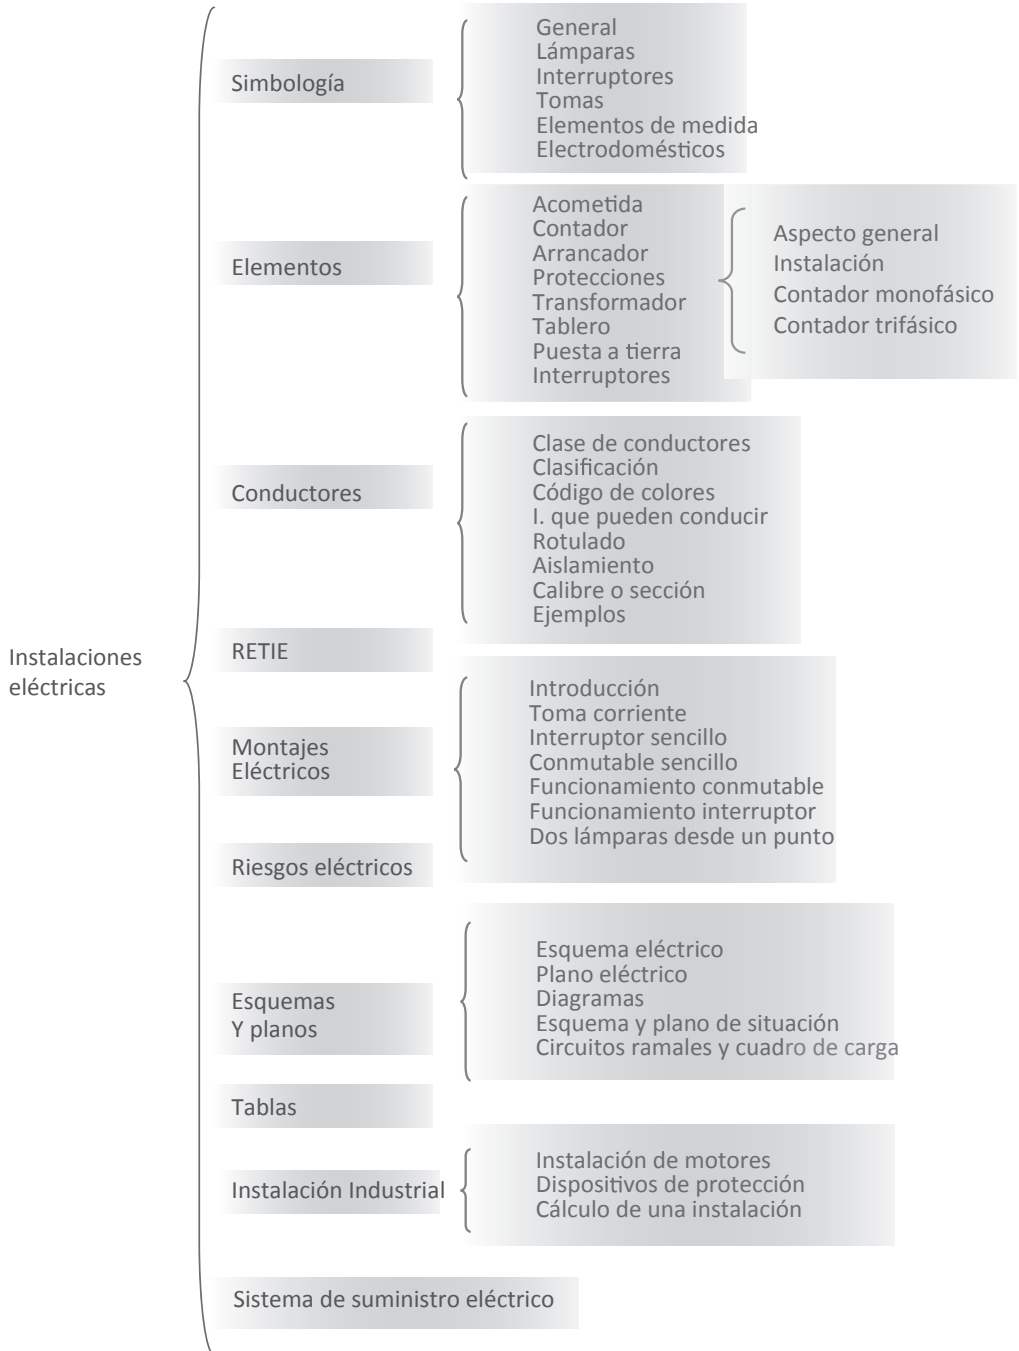 Instalaciones
eléctricas
Simbología
General
Lámparas
Interruptores
Tomas
Elementos de medida
Electrodomésticos
Elementos
Acometida
Contador
Arrancador
Protecciones
Transformador
Tablero
Puesta a tierra
Interruptores
Aspecto general
Instalación
Contador monofásico
Contador trifásico
Conductores
Clase de conductores
Clasificación
Código de colores
I. que pueden conducir
Rotulado
Aislamiento
Calibre o sección
Ejemplos
RETIE
Montajes
Eléctricos
Introducción
Toma corriente
Interruptor sencillo
Conmutable sencillo
Funcionamiento conmutable
Funcionamiento interruptor
Dos lámparas desde un punto
Riesgos eléctricos
Esquemas
Y planos
Esquema eléctrico
Plano eléctrico
Diagramas
Esquema y plano de situación
Circuitos ramales y cuadro de carga
Tablas
Instalación Industrial
Instalación de motores
Dispositivos de protección
Cálculo de una instalación
Sistema de suministro eléctrico